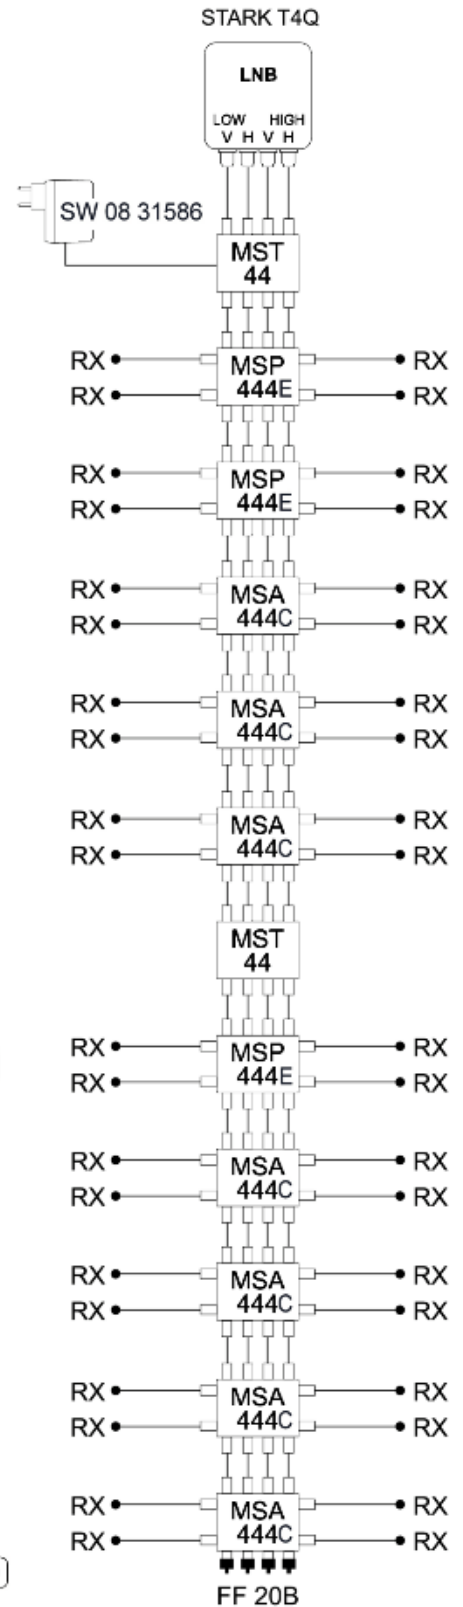 STARK T4Q
LNB
LOW HIGH
V H V H
SW 08 31586
MST
44
RX MSP RX
RX 444E RX
RX MSP RX
RX 444E RX
RX MSA RX
RX 444C RX
RX MSA RX
RX 444C RX
RX MSA RX
RX 444C RX
MST
44
RX MSP RX
RX 444E RX
RX MSA RX
RX 444C RX
RX MSA RX
RX 444C RX
RX MSA RX
RX 444C RX
RX MSA RX
RX 444C RX
FF 20B